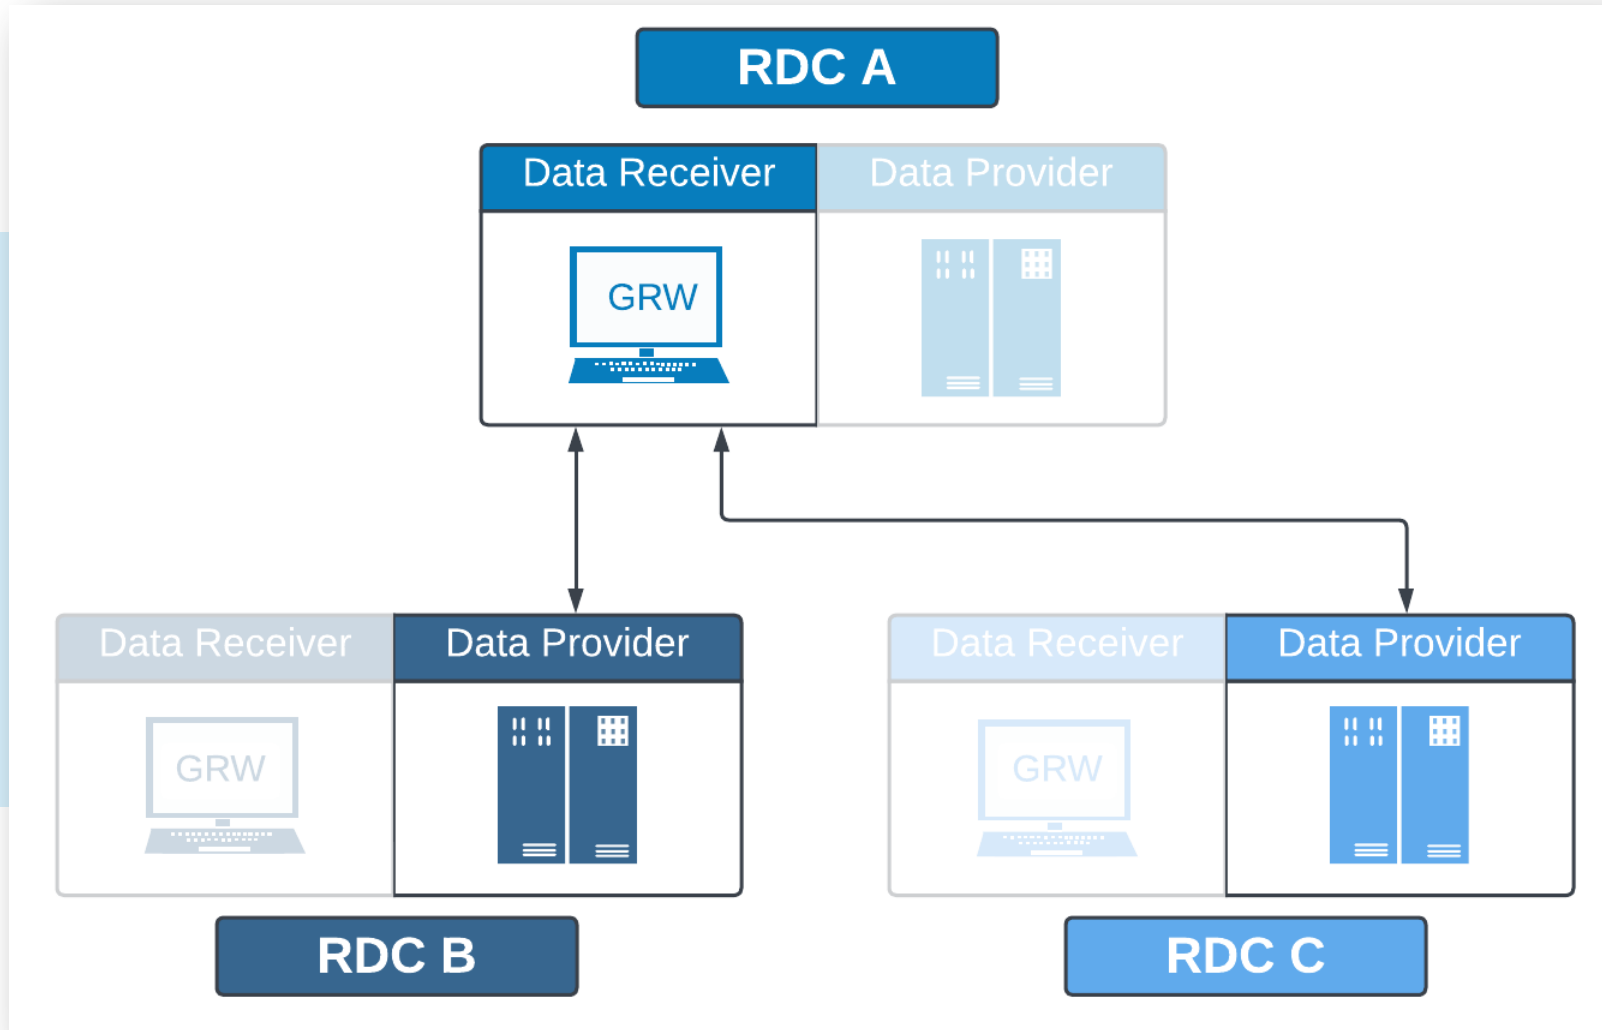 RDC A
Data Receiver
Data Provider
GRW
Data Receiver
Data Provider
GRW
Data Receiver
Data Provider
GRW
RDC B
RDC C